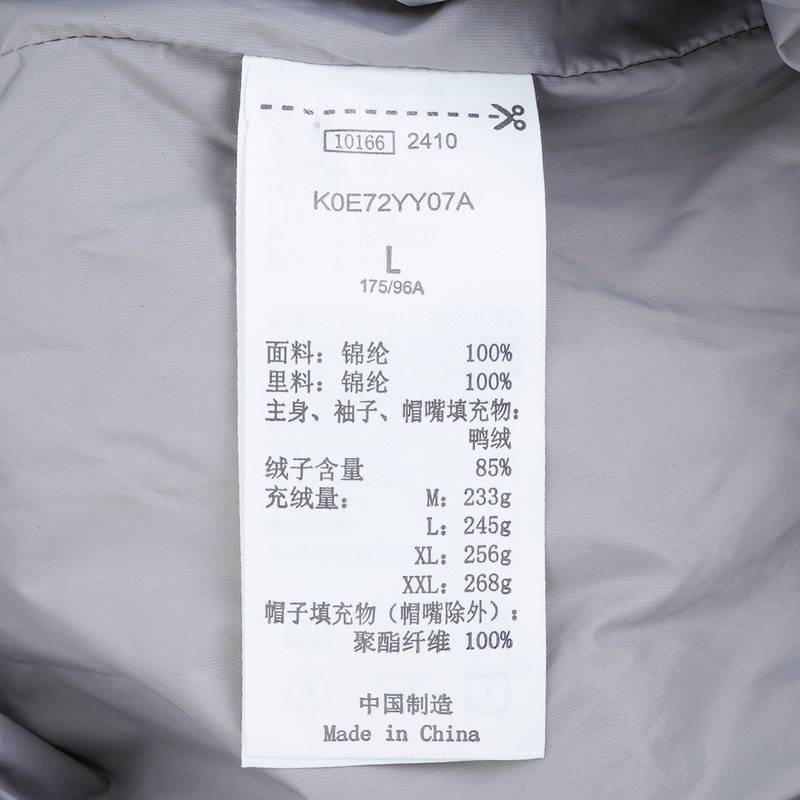 10166 2410
K0E72YY07A
L
175/96A
面料：锦纶 100%
里料：锦纶 100%
主身、袖子、帽嘴填充物：
鸭绒
绒子含量 85%
充绒量： M：233g
L：245g
XL：256g
XXL：268g
帽子填充物（帽嘴除外）：
聚酯纤维 100%
中国制造
Made in China